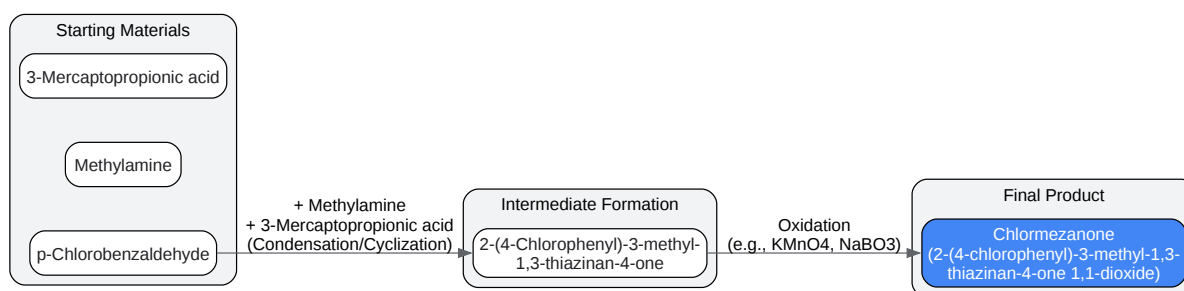 Starting Materials
3-Mercaptopropionic acid
Methylamine
p-Chlorobenzaldehyde
+ Methylamine
+ 3-Mercaptopropionic acid
(Condensation/Cyclization)
Intermediate Formation
2-(4-Chlorophenyl)-3-methyl-
1,3-thiazinan-4-one
Oxidation
(e.g., KMnO4, NaBO3)
Final Product
Chlormezanone
(2-(4-chlorophenyl)-3-methyl-1,3-
thiazinan-4-one 1,1-dioxide)